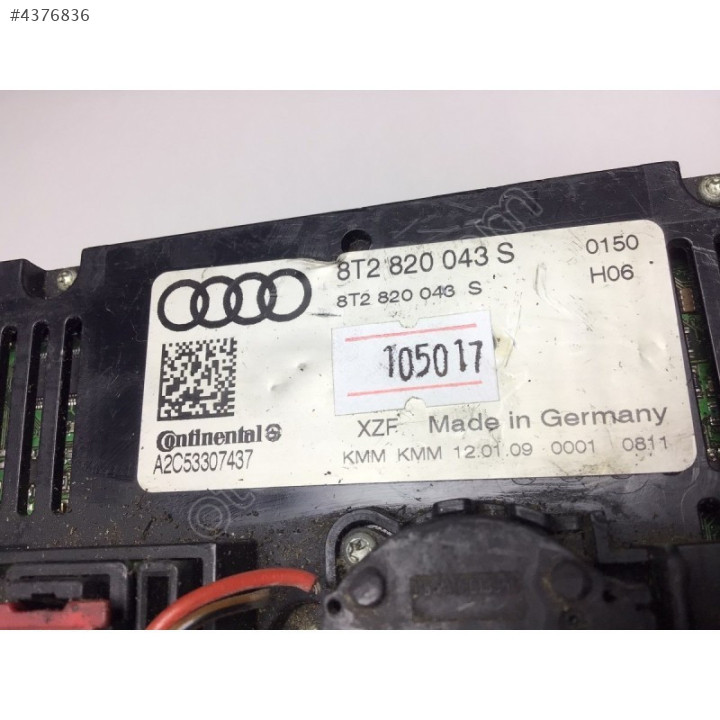 #4376836
8T2 820 043 S 0150
8T2 820 043 S H06
105017
Continental
A2C53307437
XZF Made in Germany
KMM KMM 12.01.09 0001 0811